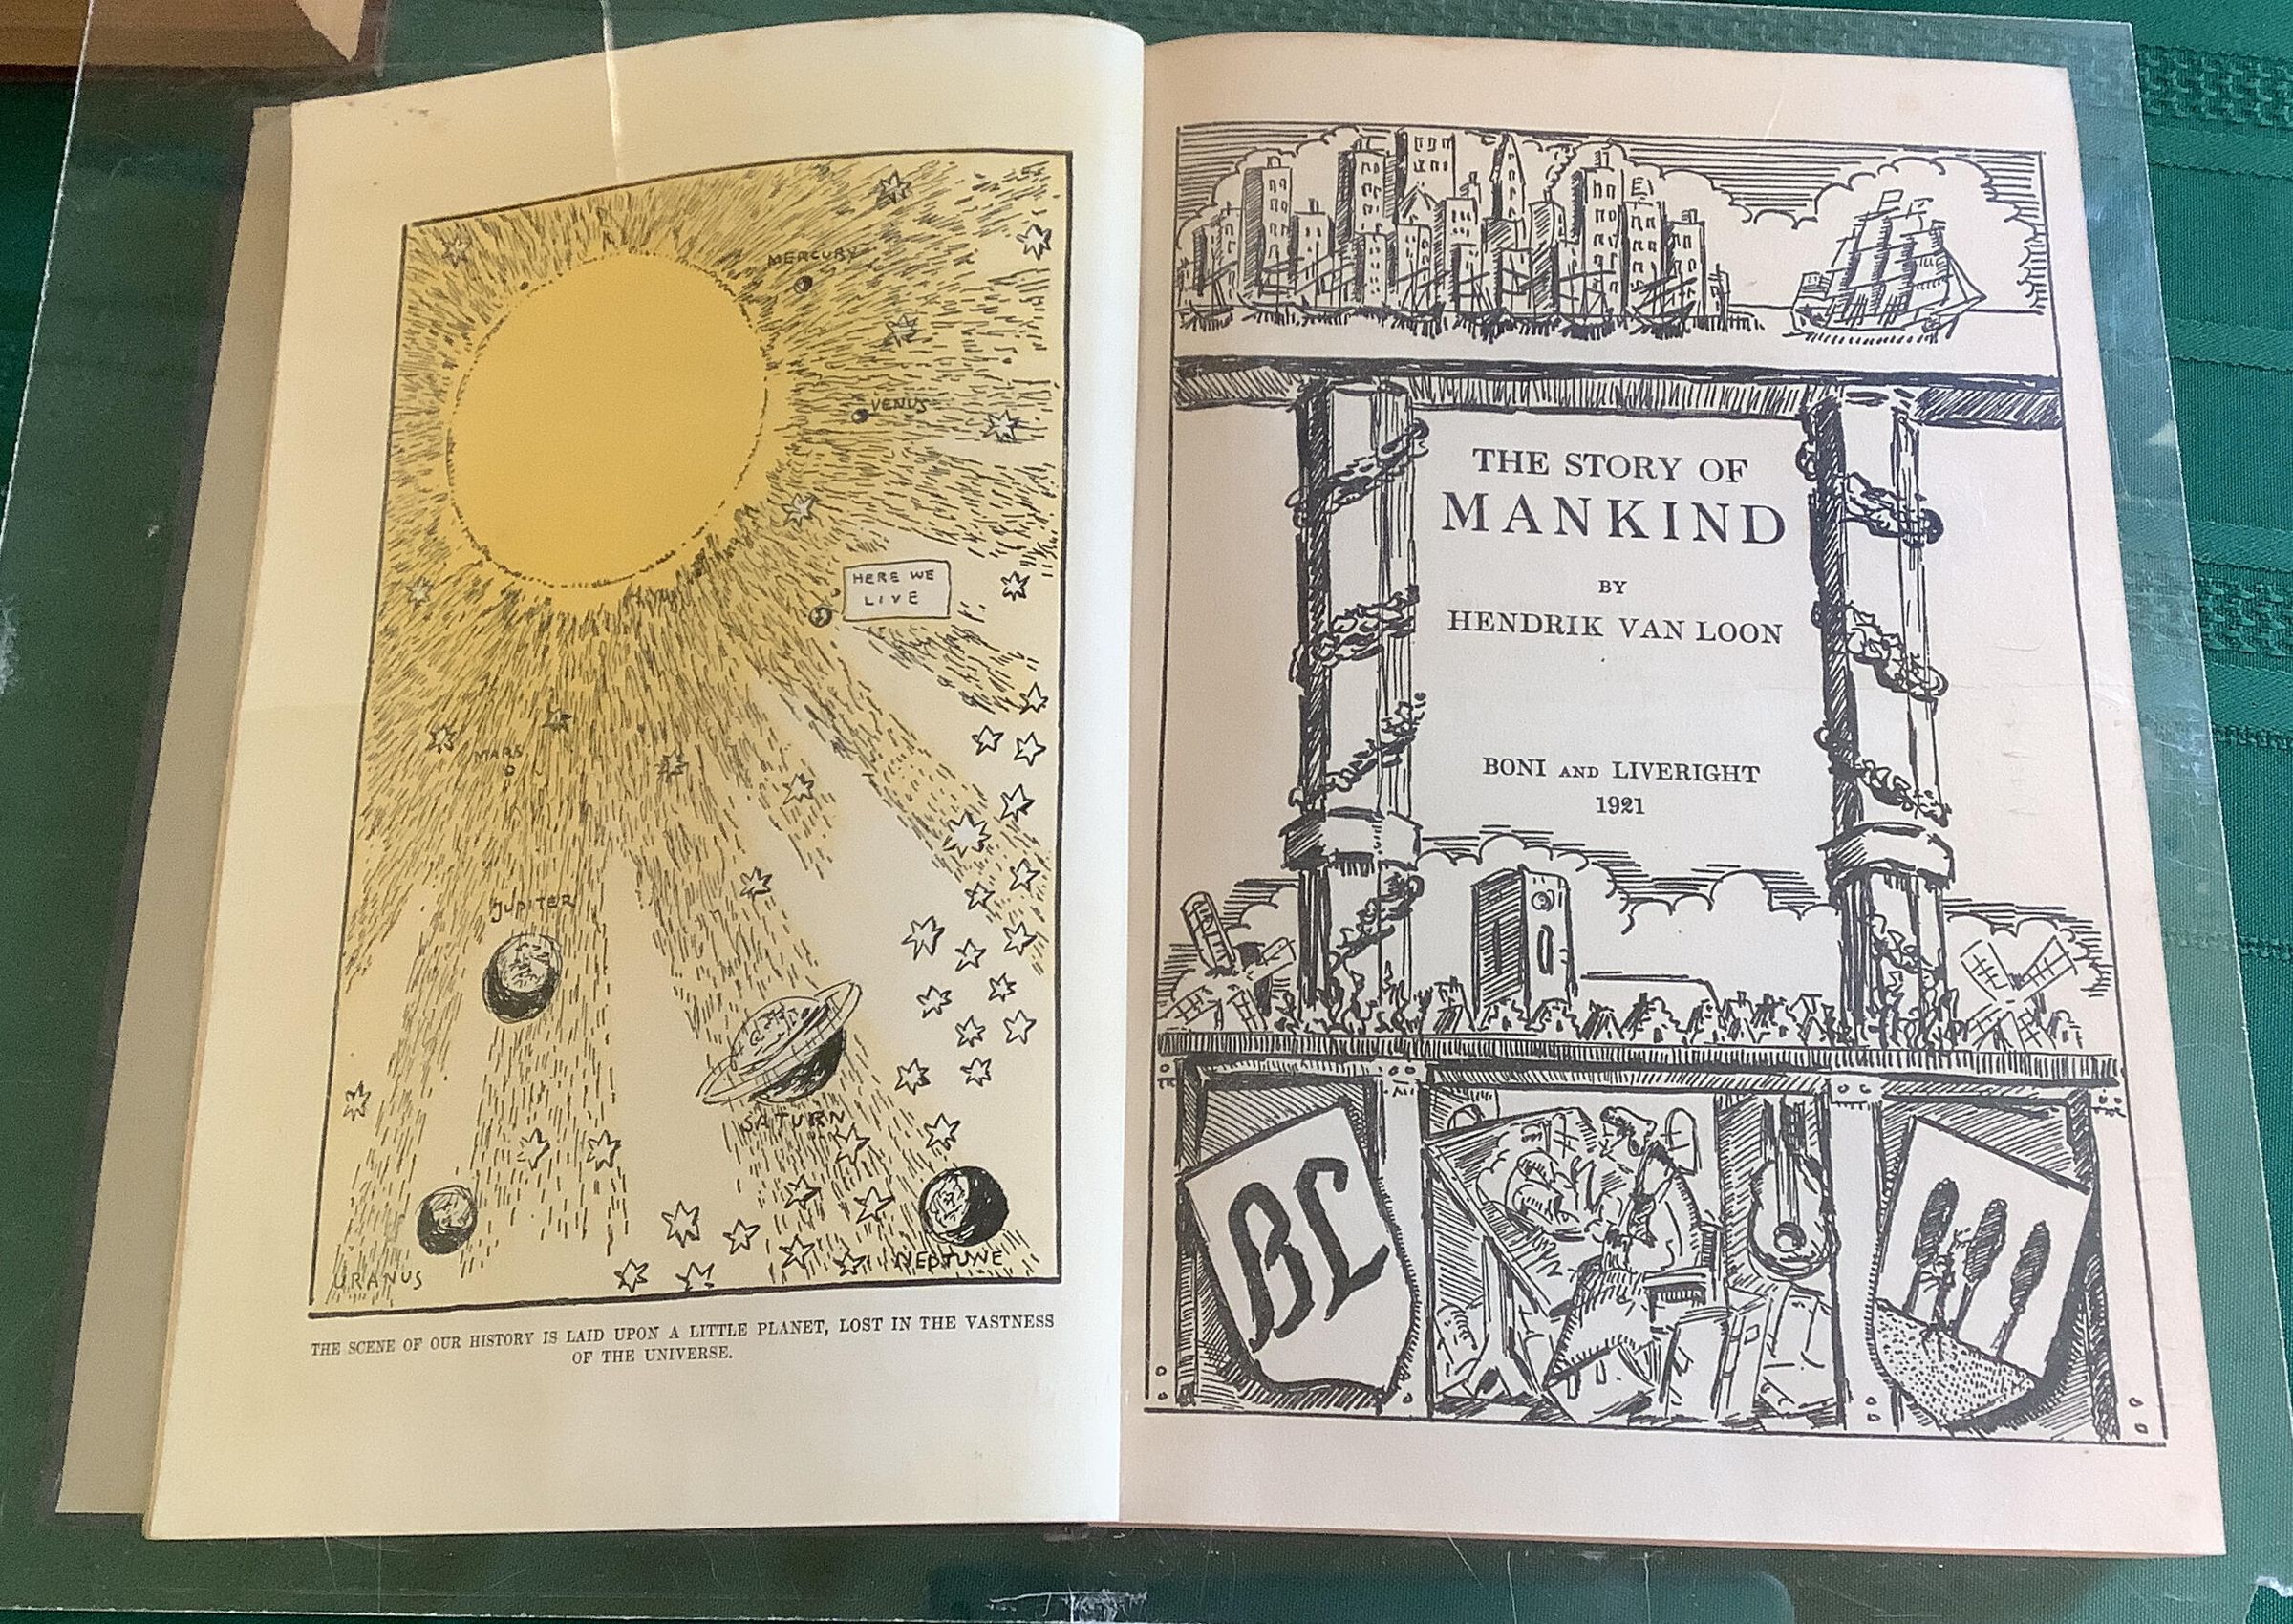 MERCURY
VENUS
HERE WE
LIVE
MARS
JUPITER
SATURN
URANUS
NEPTUNE
THE SCENE OF OUR HISTORY IS LAID UPON A LITTLE PLANET, LOST IN THE VASTNESS
OF THE UNIVERSE.
THE STORY OF
MANKIND
BY
HENDRIK VAN LOON
BONI AND LIVERIGHT
1921
BL